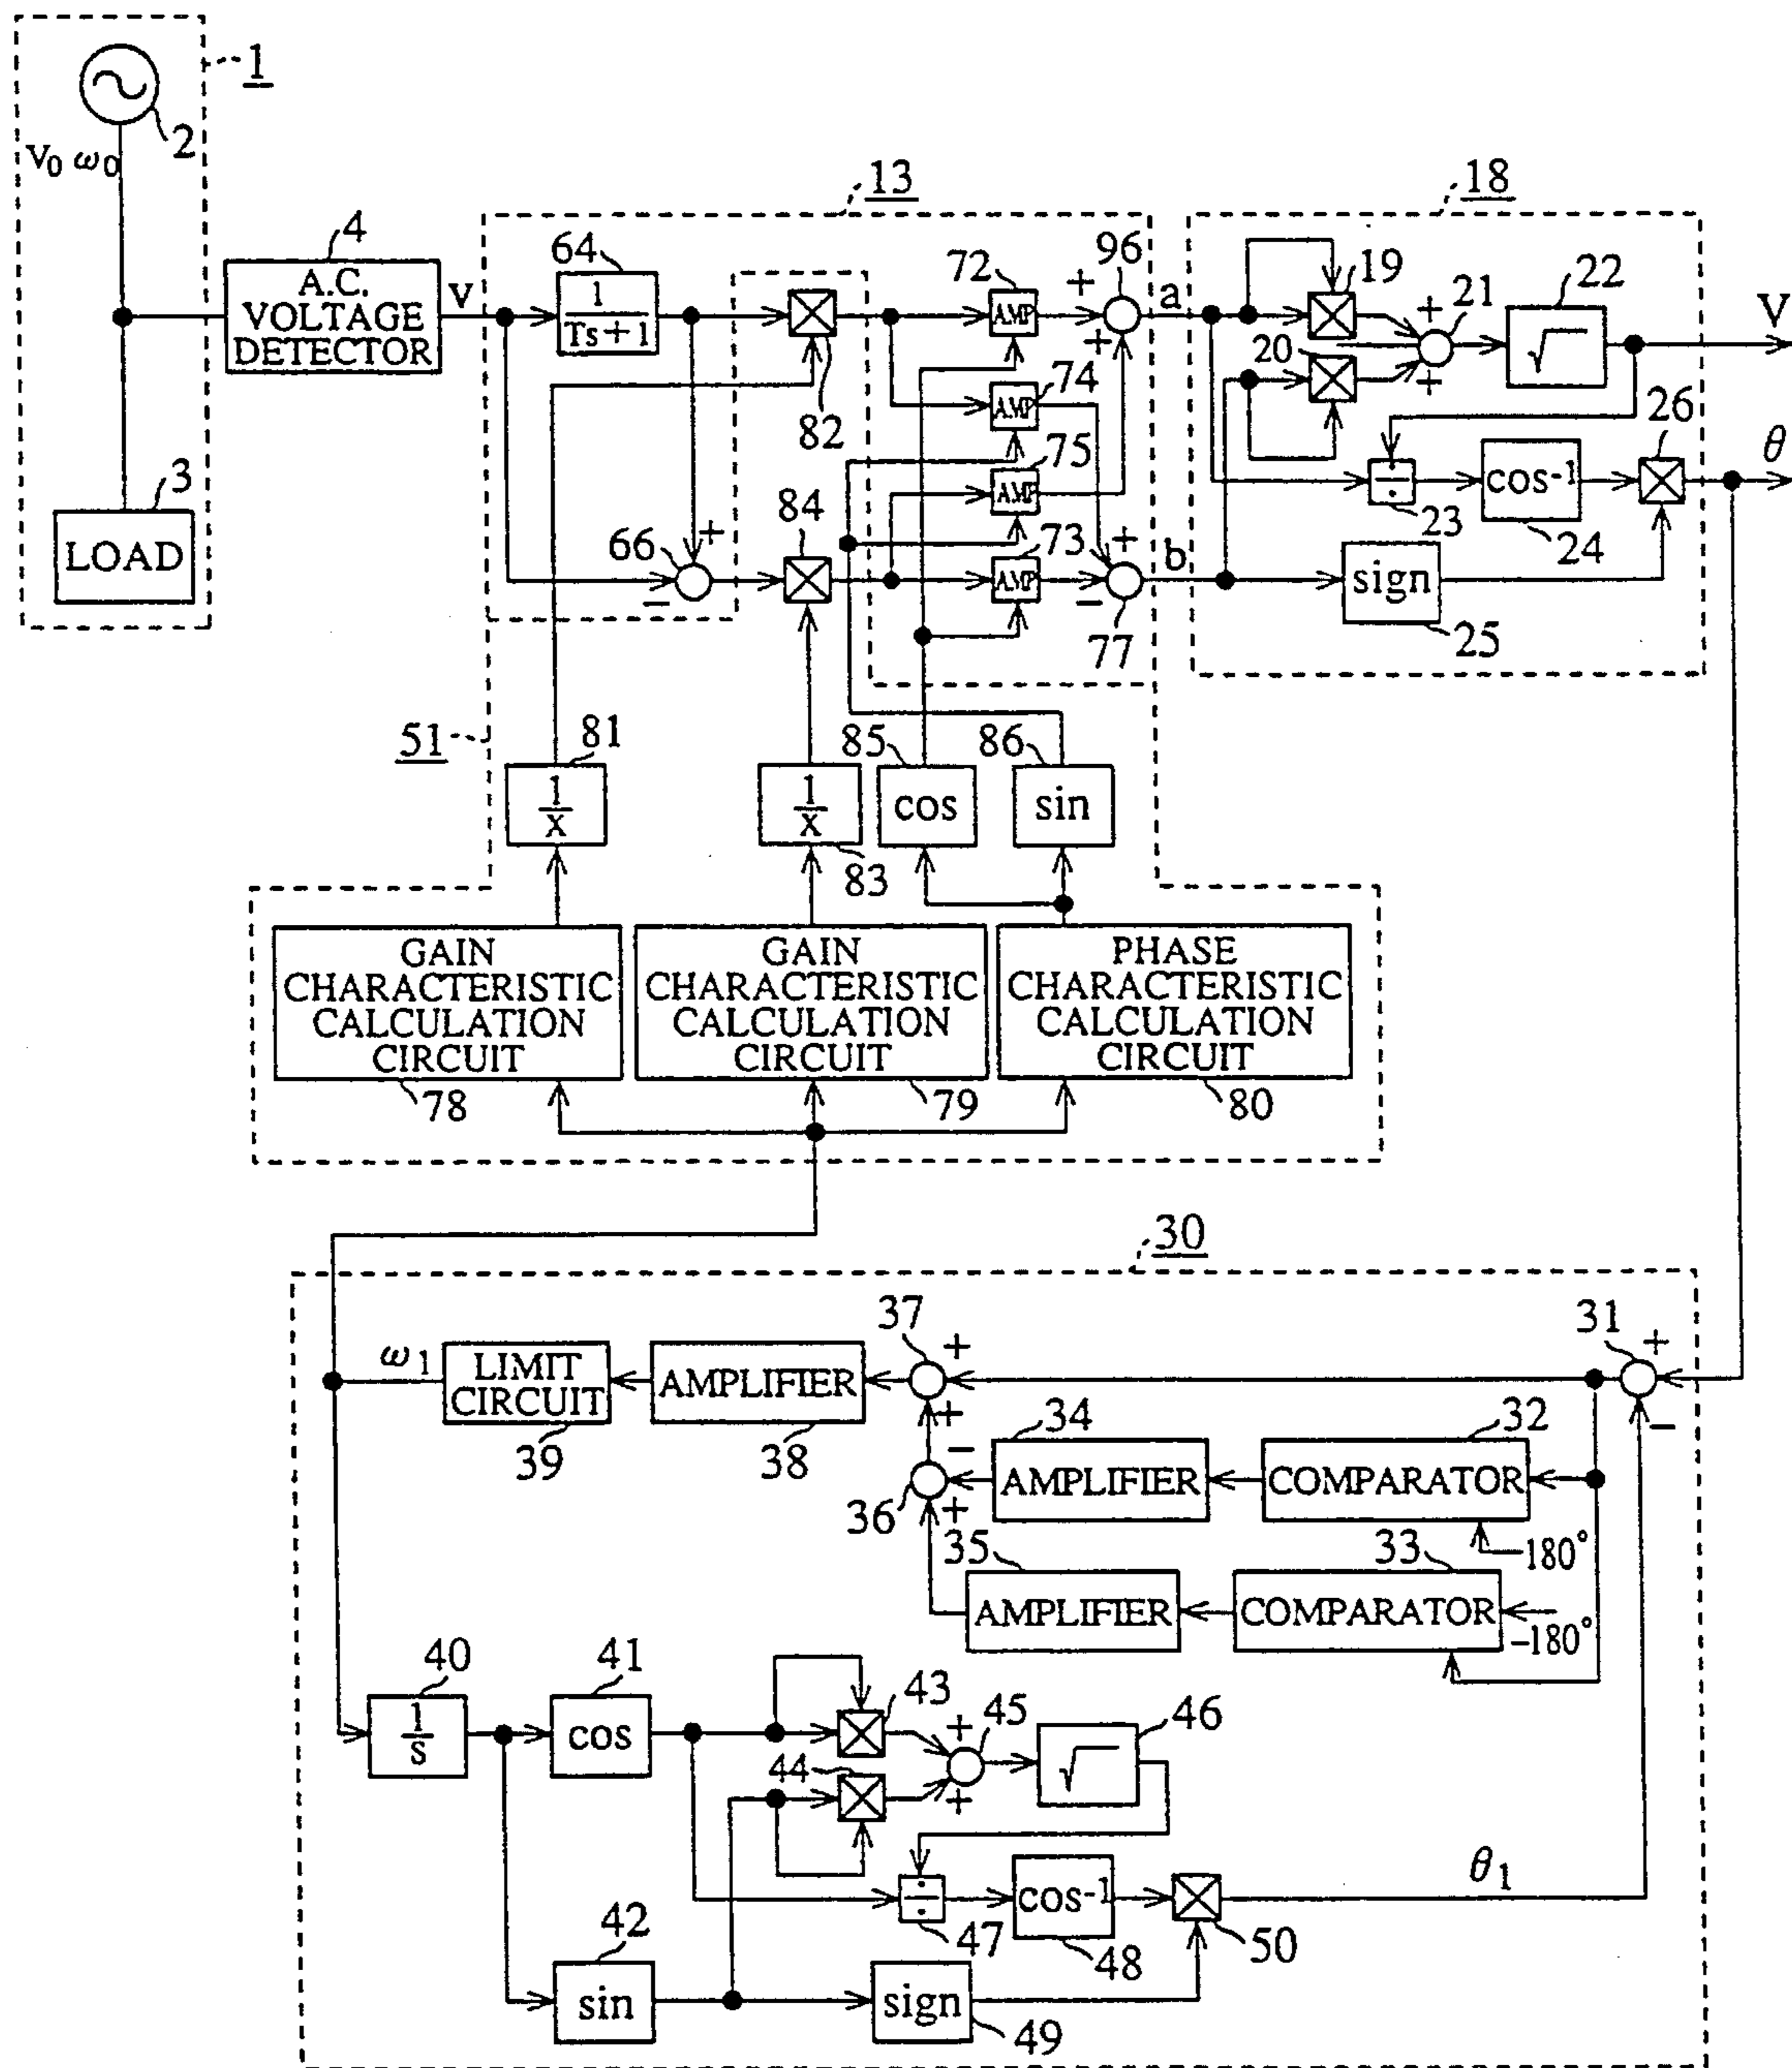 1
2
V₀ ω₀
13
18
4
A.C.
VOLTAGE
DETECTOR
v
64
1
Ts+1
82
72
AMP
+
+
96
a
19
+
21
+
20
22
√
V
74
AMP
75
AMP
26
θ
3
LOAD
66
+
−
84
73
AMP
+
−
b
77
÷
23
cos-1
24
sign
25
51
81
1
x
1
x
83
85
cos
86
sin
GAIN
CHARACTERISTIC
CALCULATION
CIRCUIT
78
GAIN
CHARACTERISTIC
CALCULATION
CIRCUIT
79
PHASE
CHARACTERISTIC
CALCULATION
CIRCUIT
80
30
ω1
LIMIT
CIRCUIT
39
AMPLIFIER
38
37
+
+
31
+
−
34
AMPLIFIER
32
COMPARATOR
−
36
+
−180°
35
AMPLIFIER
33
COMPARATOR
−180°
40
1
S
41
cos
43
44
+
45
+
46
√
÷
47
cos-1
48
50
θ1
42
sin
sign
49